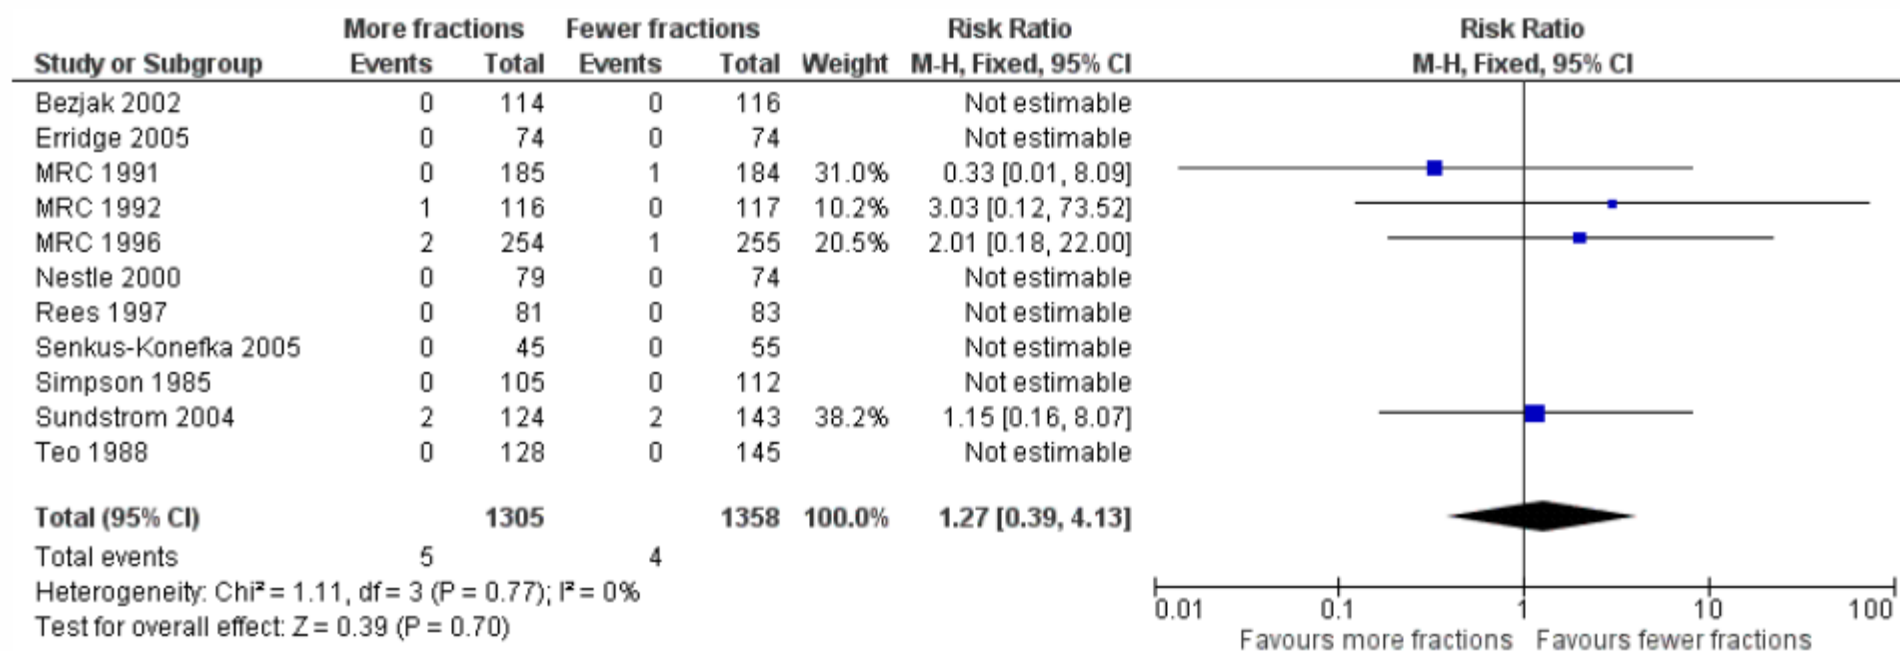 More fractions Fewer fractions Risk Ratio Risk Ratio
Study or Subgroup Events Total Events Total Weight M-H, Fixed, 95% CI M-H, Fixed, 95% CI
Bezjak 2002 0 114 0 116 Not estimable
Erridge 2005 0 74 0 74 Not estimable
MRC 1991 0 185 1 184 31.0% 0.33 [0.01, 8.09]
MRC 1992 1 116 0 117 10.2% 3.03 [0.12, 73.52]
MRC 1996 2 254 1 255 20.5% 2.01 [0.18, 22.00]
Nestle 2000 0 79 0 74 Not estimable
Rees 1997 0 81 0 83 Not estimable
Senkus-Konefka 2005 0 45 0 55 Not estimable
Simpson 1985 0 105 0 112 Not estimable
Sundstrom 2004 2 124 2 143 38.2% 1.15 [0.16, 8.07]
Teo 1988 0 128 0 145 Not estimable
Total (95% CI) 1305 1358 100.0% 1.27 [0.39, 4.13]
Total events 5 4
Heterogeneity: Chi² = 1.11, df = 3 (P = 0.77); I² = 0%
Test for overall effect: Z = 0.39 (P = 0.70)
0.01 0.1 1 10 100
Favours more fractions Favours fewer fractions